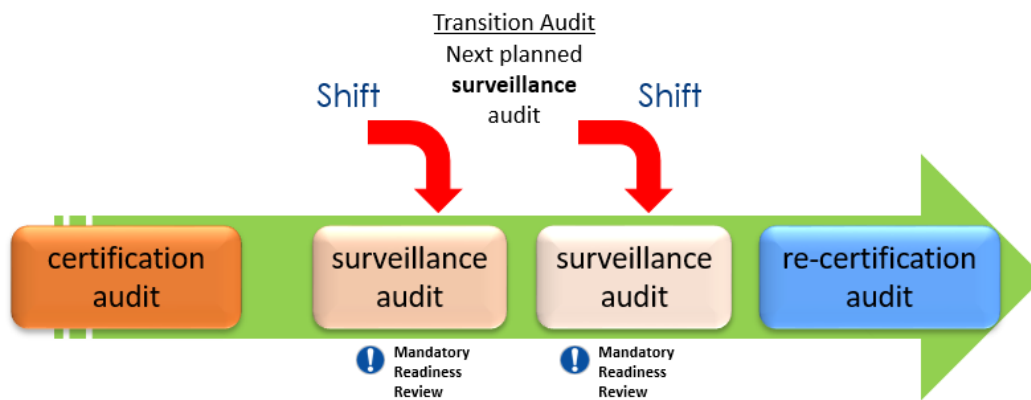 Transition Audit
Next planned
surveillance
audit
Shift
Shift
certification
audit
surveillance
audit
surveillance
audit
re-certification
audit
Mandatory
Readiness
Review
Mandatory
Readiness
Review